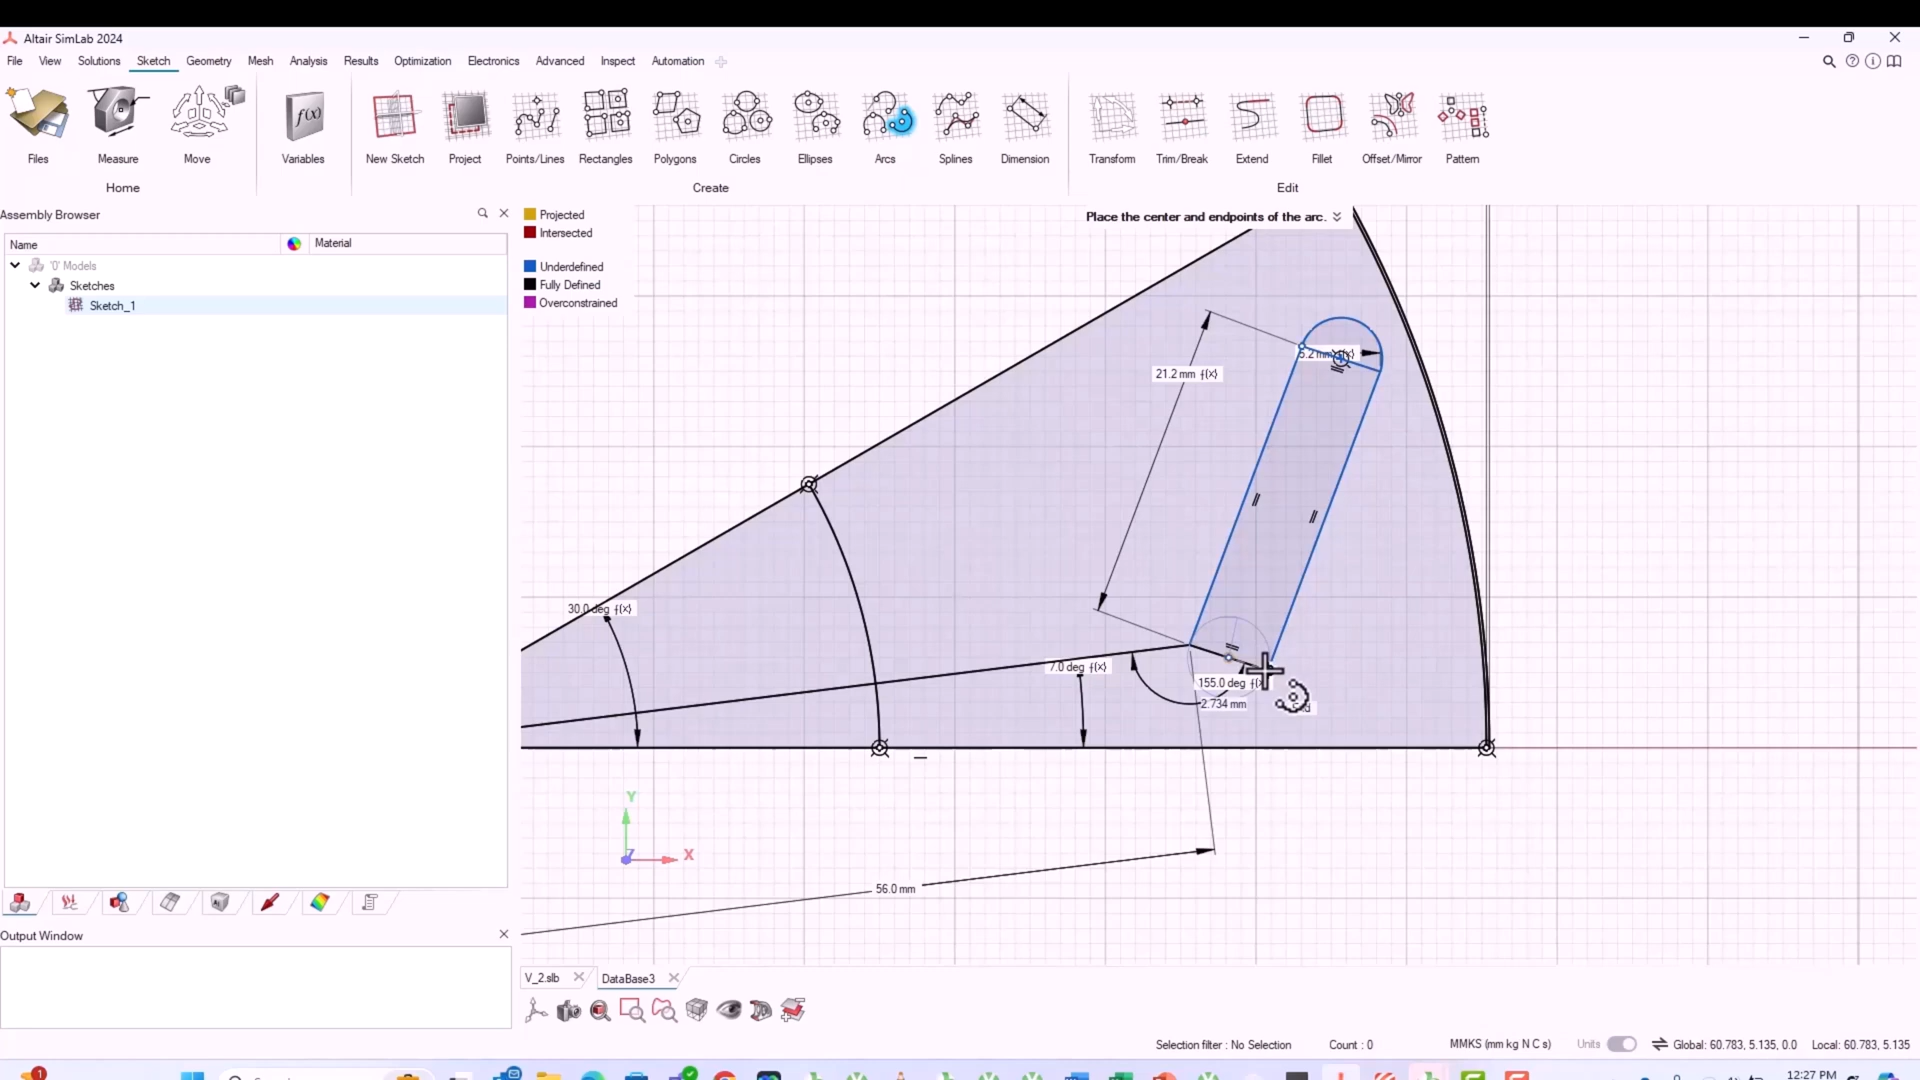 Altair SimLab 2024
File View Solutions Sketch Geometry Mesh Analysis Results Optimization Electronics Advanced Inspect Automation
f(x)
Files Measure Move Variables New Sketch Project Points/Lines Rectangles Polygons Circles Ellipses Arcs Splines Dimension Transform Trim/Break Extend Fillet Offset/Mirror Pattern
Home Create Edit
Assembly Browser
Name Material
'0' Models
Sketches
Sketch_1
Projected
Intersected
Underdefined
Fully Defined
Overconstrained
Place the center and endpoints of the arc.
21.2 mm f(x)
30.0 deg f(x)
7.0 deg f(x)
155.0 deg
2.734 mm
56.0 mm
Y
Z
X
Output Window
V_2.slb DataBase3
Selection filter : No Selection Count : 0 MMKS (mm kg N C s) Units Global: 60.783, 5.135, 0.0 Local: 60.783, 5.135
1
12:27 PM